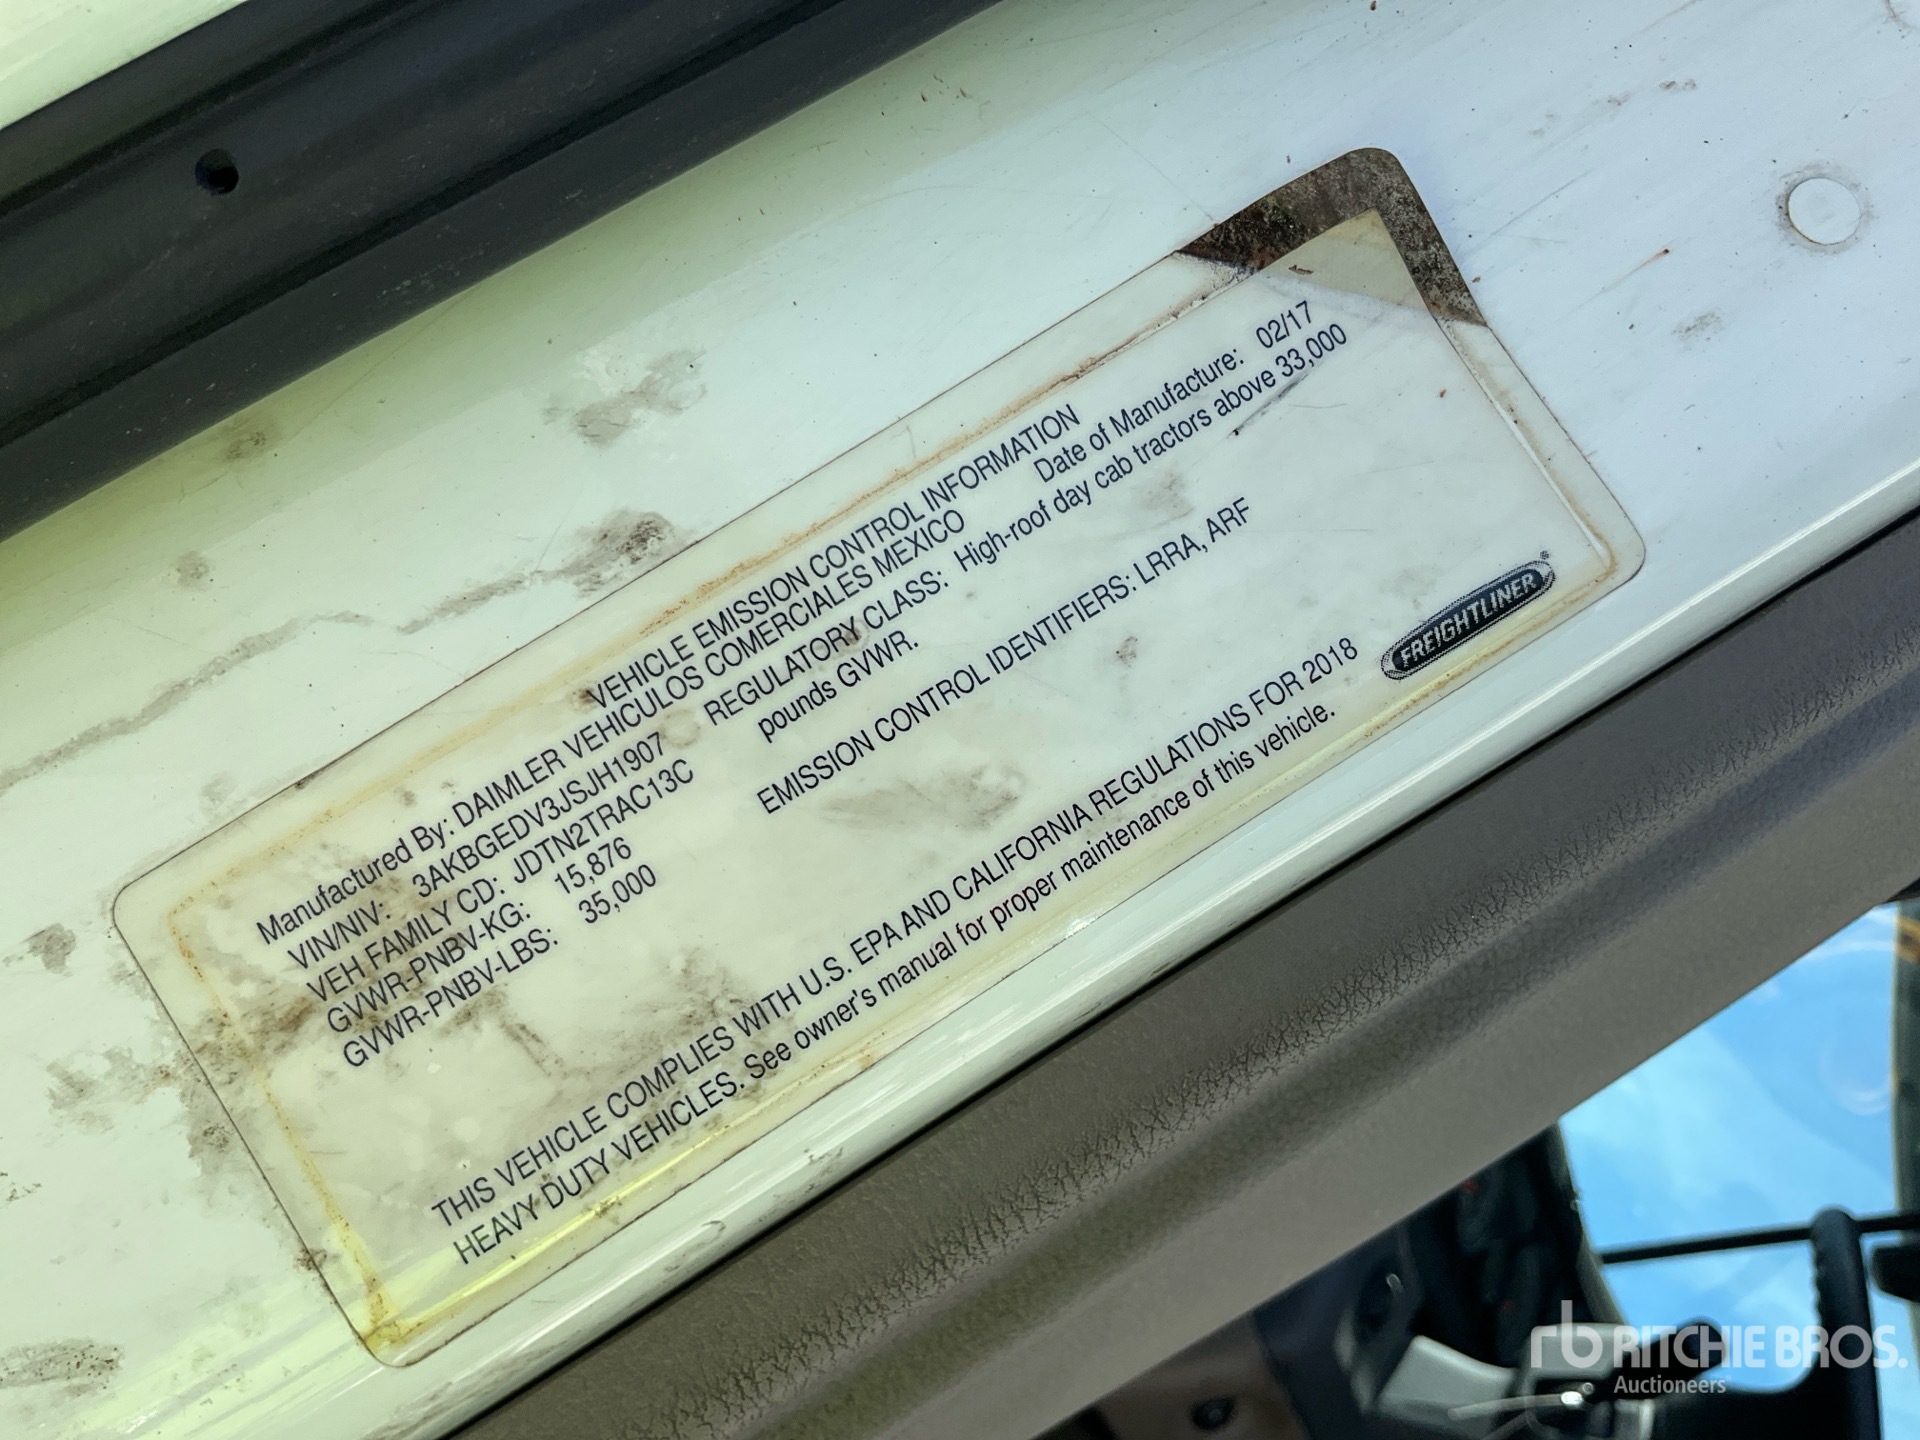 VEHICLE EMISSION CONTROL INFORMATION
Manufactured By: DAIMLER VEHICULOS COMERCIALES MEXICO Date of Manufacture: 02/17
VIN/NIV: 3AKBGEDV3JSJH1907 REGULATORY CLASS: High-roof day cab tractors above 33,000
VEH FAMILY CD: JDTN2TRAC13C pounds GVWR.
GVWR-PNBV-KG: 15,876
GVWR-PNBV-LBS: 35,000 EMISSION CONTROL IDENTIFIERS: LRRA, ARF
THIS VEHICLE COMPLIES WITH U.S. EPA AND CALIFORNIA REGULATIONS FOR 2018
HEAVY DUTY VEHICLES. See owner's manual for proper maintenance of this vehicle.
FREIGHTLINER®
rb RITCHIE BROS.
Auctioneers